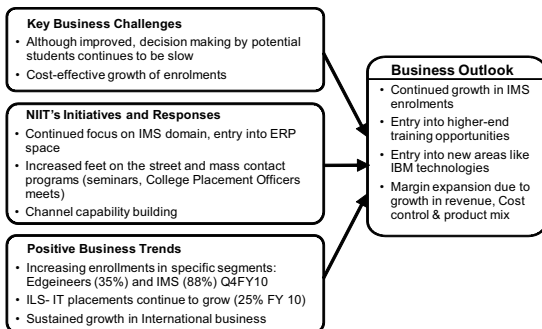 Key Business Challenges
• Although improved, decision making by potential
students continues to be slow
• Cost-effective growth of enrolments
NIIT's Initiatives and Responses
• Continued focus on IMS domain, entry into ERP
space
• Increased feet on the street and mass contact
programs (seminars, College Placement Officers
meets)
• Channel capability building
Positive Business Trends
• Increasing enrollments in specific segments:
Edgeineers (35%) and IMS (88%) Q4FY10
• ILS- IT placements continue to grow (25% FY 10)
• Sustained growth in International business
Business Outlook
• Continued growth in IMS
enrolments
• Entry into higher-end
training opportunities
• Entry into new areas like
IBM technologies
• Margin expansion due to
growth in revenue, Cost
control & product mix